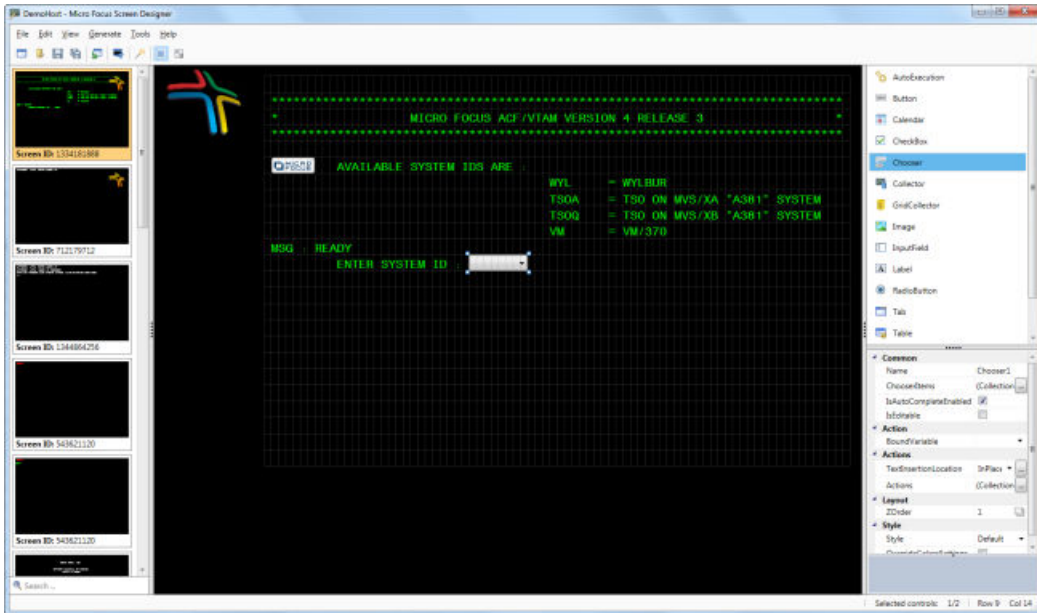 DemoHost - Micro Focus Screen Designer
File Edit View Generate Tools Help
Screen ID: 1334181868
Screen ID: 712179712
Screen ID: 1344864256
Screen ID: 543621120
Screen ID: 543621120
Search ...
******************************************************************************
* MICRO FOCUS ACF/VTAM VERSION 4 RELEASE 3 *
******************************************************************************
MICRO FOCUS
AVAILABLE SYSTEM IDS ARE :
WYL = WYLBUR
TSOA = TSO ON MVS/XA "A381" SYSTEM
TSOQ = TSO ON MVS/XB "A381" SYSTEM
VM = VM/370
MSG : READY
ENTER SYSTEM ID :
AutoExecution
Button
Calendar
CheckBox
Chooser
Collector
GridCollector
Image
InputField
Label
RadioButton
Tab
Table
Common
Name Chooser1
ChooserItems (Collection ...
IsAutoCompleteEnabled
IsEditable
Action
BoundVariable
Actions
TextInsertionLocation InPlace
Actions (Collection ...
Layout
ZOrder 1
Style
Style Default
Selected controls: 1/2 Row 9 Col 14